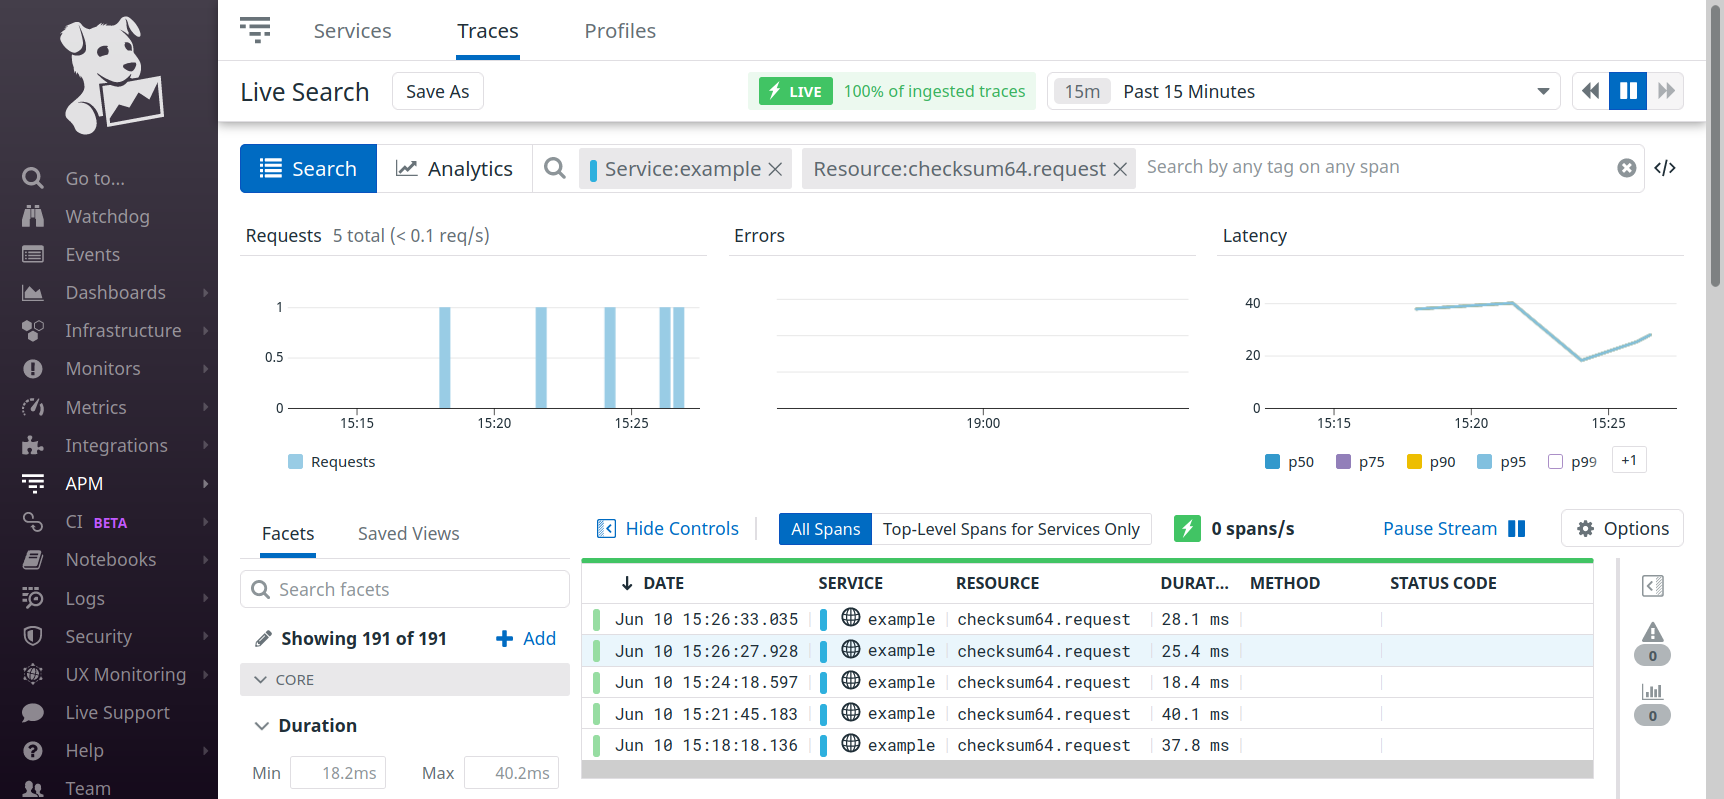 Services Traces Profiles
Live Search Save As LIVE 100% of ingested traces 15m Past 15 Minutes
Search Analytics Service:example Resource:checksum64.request Search by any tag on any span
Go to...
Watchdog
Events
Dashboards
Infrastructure
Monitors
Metrics
Integrations
APM
CI BETA
Notebooks
Logs
Security
UX Monitoring
Live Support
Help
Team
Requests 5 total (< 0.1 req/s)
1
0.5
0
15:15 15:20 15:25
Requests
Errors
19:00
Latency
40
20
0
15:15 15:20 15:25
p50 p75 p90 p95 p99 +1
Facets Saved Views
Search facets
Showing 191 of 191 Add
CORE
Duration
Min 18.2ms Max 40.2ms
Hide Controls All Spans Top-Level Spans for Services Only 0 spans/s Pause Stream Options
DATE SERVICE RESOURCE DURAT... METHOD STATUS CODE
Jun 10 15:26:33.035 example checksum64.request 28.1 ms
Jun 10 15:26:27.928 example checksum64.request 25.4 ms
Jun 10 15:24:18.597 example checksum64.request 18.4 ms
Jun 10 15:21:45.183 example checksum64.request 40.1 ms
Jun 10 15:18:18.136 example checksum64.request 37.8 ms
0
0